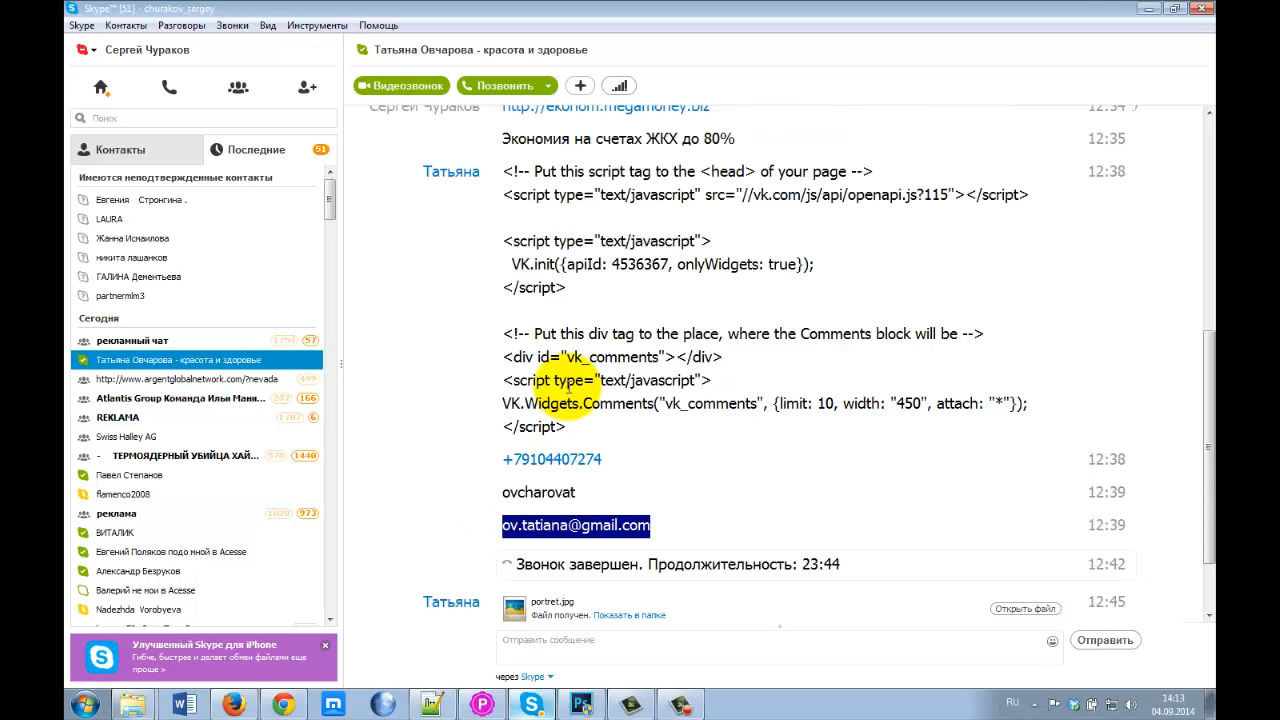 Skype™ [51] - churakov_sergey
Skype Контакты Разговоры Звонки Вид Инструменты Помощь
Сергей Чураков
Поиск
Контакты
Последние 51
Имеются неподтвержденные контакты
Евгения Стронгина .
LAURA
Жанна Исмаилова
никита лашанков
ГАЛИНА Дементьева
partnermlm3
Сегодня
рекламный чат 1754 57
Татьяна Овчарова - красота и здоровье
http://www.argentglobalnetwork.com/?nevada 499
Atlantis Group Команда Ильи Мани... 207 166
REKLAMA 1787 6
Swiss Halley AG
- ТЕРМОЯДЕРНЫЙ УБИЙЦА ХАЙ... 570 1440
Павел Степанов
flamenco2008
реклама 1028 973
ВИТАЛИК
Евгений Поляков подо мной в Acesse
Александр Безруков
Валерий не мои в Acesse
Nadezhda Vorobyeva
Улучшенный Skype для iPhone
Гибче, быстрее и делает обмен файлами еще
проще >
Татьяна Овчарова - красота и здоровье
Видеозвонок
Позвонить
Сергей Чураков http://ekonom.megamoney.biz 12:34
Экономия на счетах ЖКХ до 80% 12:35
Татьяна <!-- Put this script tag to the <head> of your page --> 12:38
<script type="text/javascript" src="//vk.com/js/api/openapi.js?115"></script>
<script type="text/javascript">
VK.init({apiId: 4536367, onlyWidgets: true});
</script>
<!-- Put this div tag to the place, where the Comments block will be -->
<div id="vk_comments"></div>
<script type="text/javascript">
VK.Widgets.Comments("vk_comments", {limit: 10, width: "450", attach: "*"});
</script>
+79104407274 12:38
ovcharovat 12:39
ov.tatiana@gmail.com 12:39
Звонок завершен. Продолжительность: 23:44 12:42
Татьяна portret.jpg 12:45
Файл получен. Показать в папке Открыть файл
Отправить сообщение
Отправить
через Skype
RU
14:13
04.09.2014